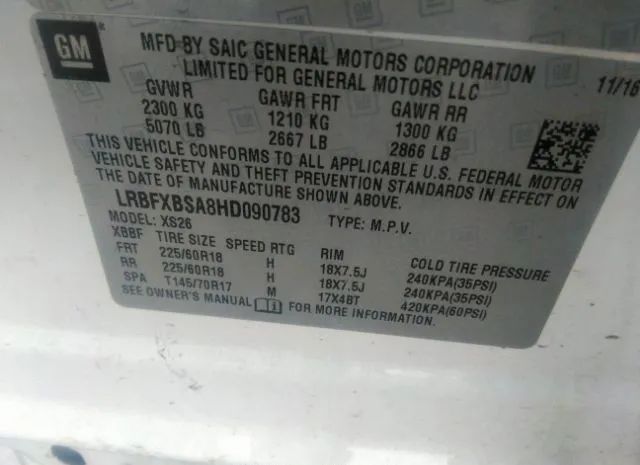 GM
MFD BY SAIC GENERAL MOTORS CORPORATION
LIMITED FOR GENERAL MOTORS LLC
11/16
GVWR GAWR FRT GAWR RR
2300 KG 1210 KG 1300 KG
5070 LB 2667 LB 2866 LB
THIS VEHICLE CONFORMS TO ALL APPLICABLE U.S. FEDERAL MOTOR
VEHICLE SAFETY AND THEFT PREVENTION STANDARDS IN EFFECT ON
THE DATE OF MANUFACTURE SHOWN ABOVE.
LRBFXBSA8HD090783 TYPE: M.P.V.
MODEL: XS26
XBBF TIRE SIZE SPEED RTG RIM COLD TIRE PRESSURE
FRT 225/60R18 H 18X7.5J 240KPA(35PSI)
RR 225/60R18 H 18X7.5J 240KPA(35PSI)
SPA T145/70R17 M 17X4BT 420KPA(60PSI)
SEE OWNER'S MANUAL FOR MORE INFORMATION.